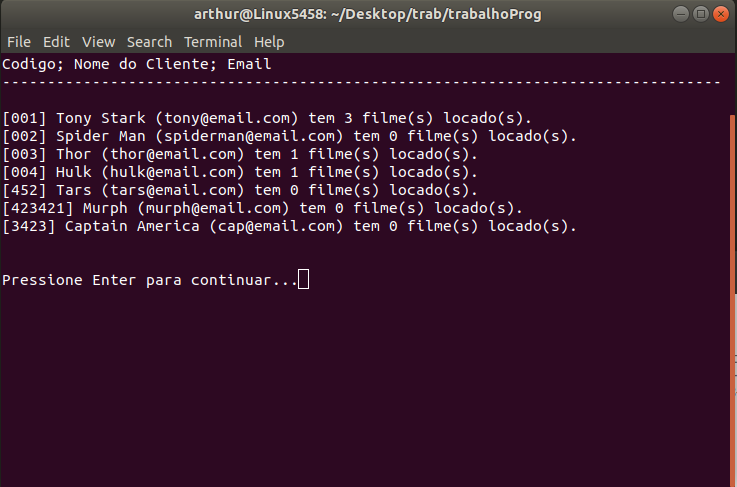 arthur@Linux5458: ~/Desktop/trab/trabalhoProg
File Edit View Search Terminal Help
Codigo; Nome do Cliente; Email
--------------------------------------------------------------------------------
[001] Tony Stark (tony@email.com) tem 3 filme(s) locado(s).
[002] Spider Man (spiderman@email.com) tem 0 filme(s) locado(s).
[003] Thor (thor@email.com) tem 1 filme(s) locado(s).
[004] Hulk (hulk@email.com) tem 1 filme(s) locado(s).
[452] Tars (tars@email.com) tem 0 filme(s) locado(s).
[423421] Murph (murph@email.com) tem 0 filme(s) locado(s).
[3423] Captain America (cap@email.com) tem 0 filme(s) locado(s).
Pressione Enter para continuar...